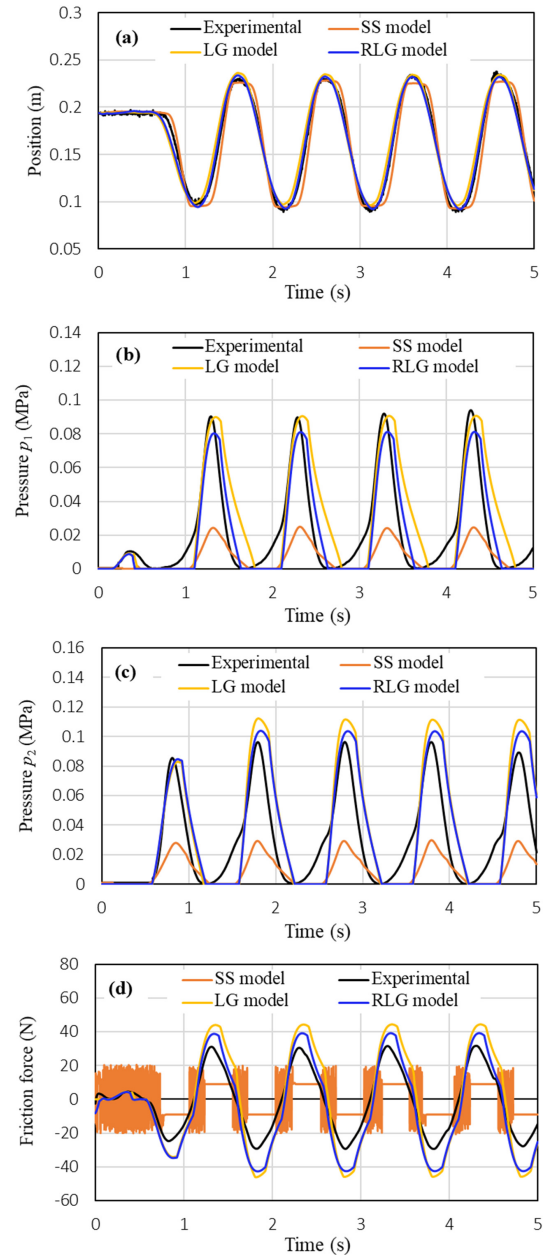 (a)
Experimental SS model
LG model RLG model
Position (m)
0.3
0.2
0.1
0.05
0 1 2 3 4 5
Time (s)
(b)
Experimental SS model
LG model RLG model
Pressure p1 (MPa)
0.14
0.12
0.1
0.08
0.06
0.04
0.02
0
0 1 2 3 4 5
Time (s)
(c)
Experimental SS model
LG model RLG model
Pressure p2 (MPa)
0.16
0.14
0.12
0.1
0.08
0.06
0.04
0.02
0
0 1 2 3 4 5
Time (s)
(d)
SS model Experimental
LG model RLG model
Friction force (N)
80
60
40
20
0
-20
-40
-60
0 1 2 3 4 5
Time (s)